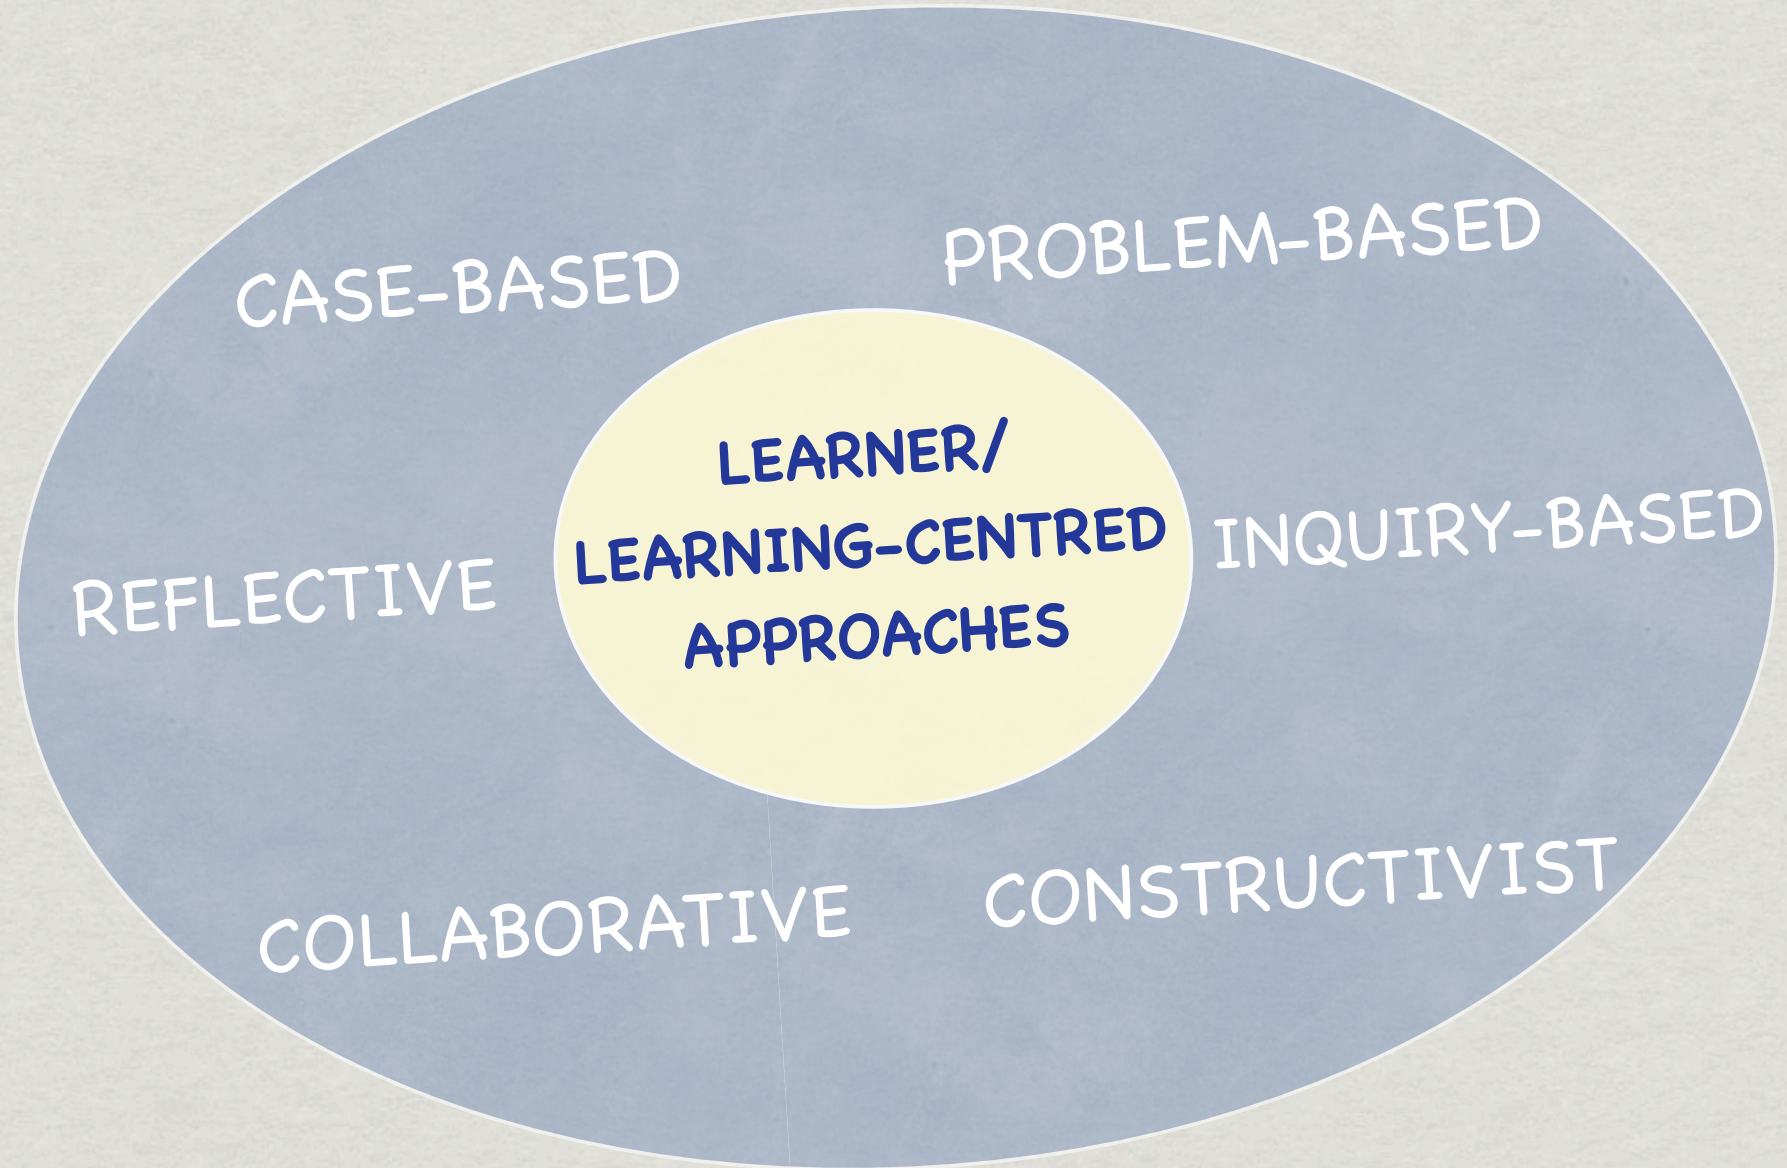 CASE-BASED
PROBLEM-BASED
LEARNER/
LEARNING-CENTRED
APPROACHES
REFLECTIVE
INQUIRY-BASED
COLLABORATIVE
CONSTRUCTIVIST